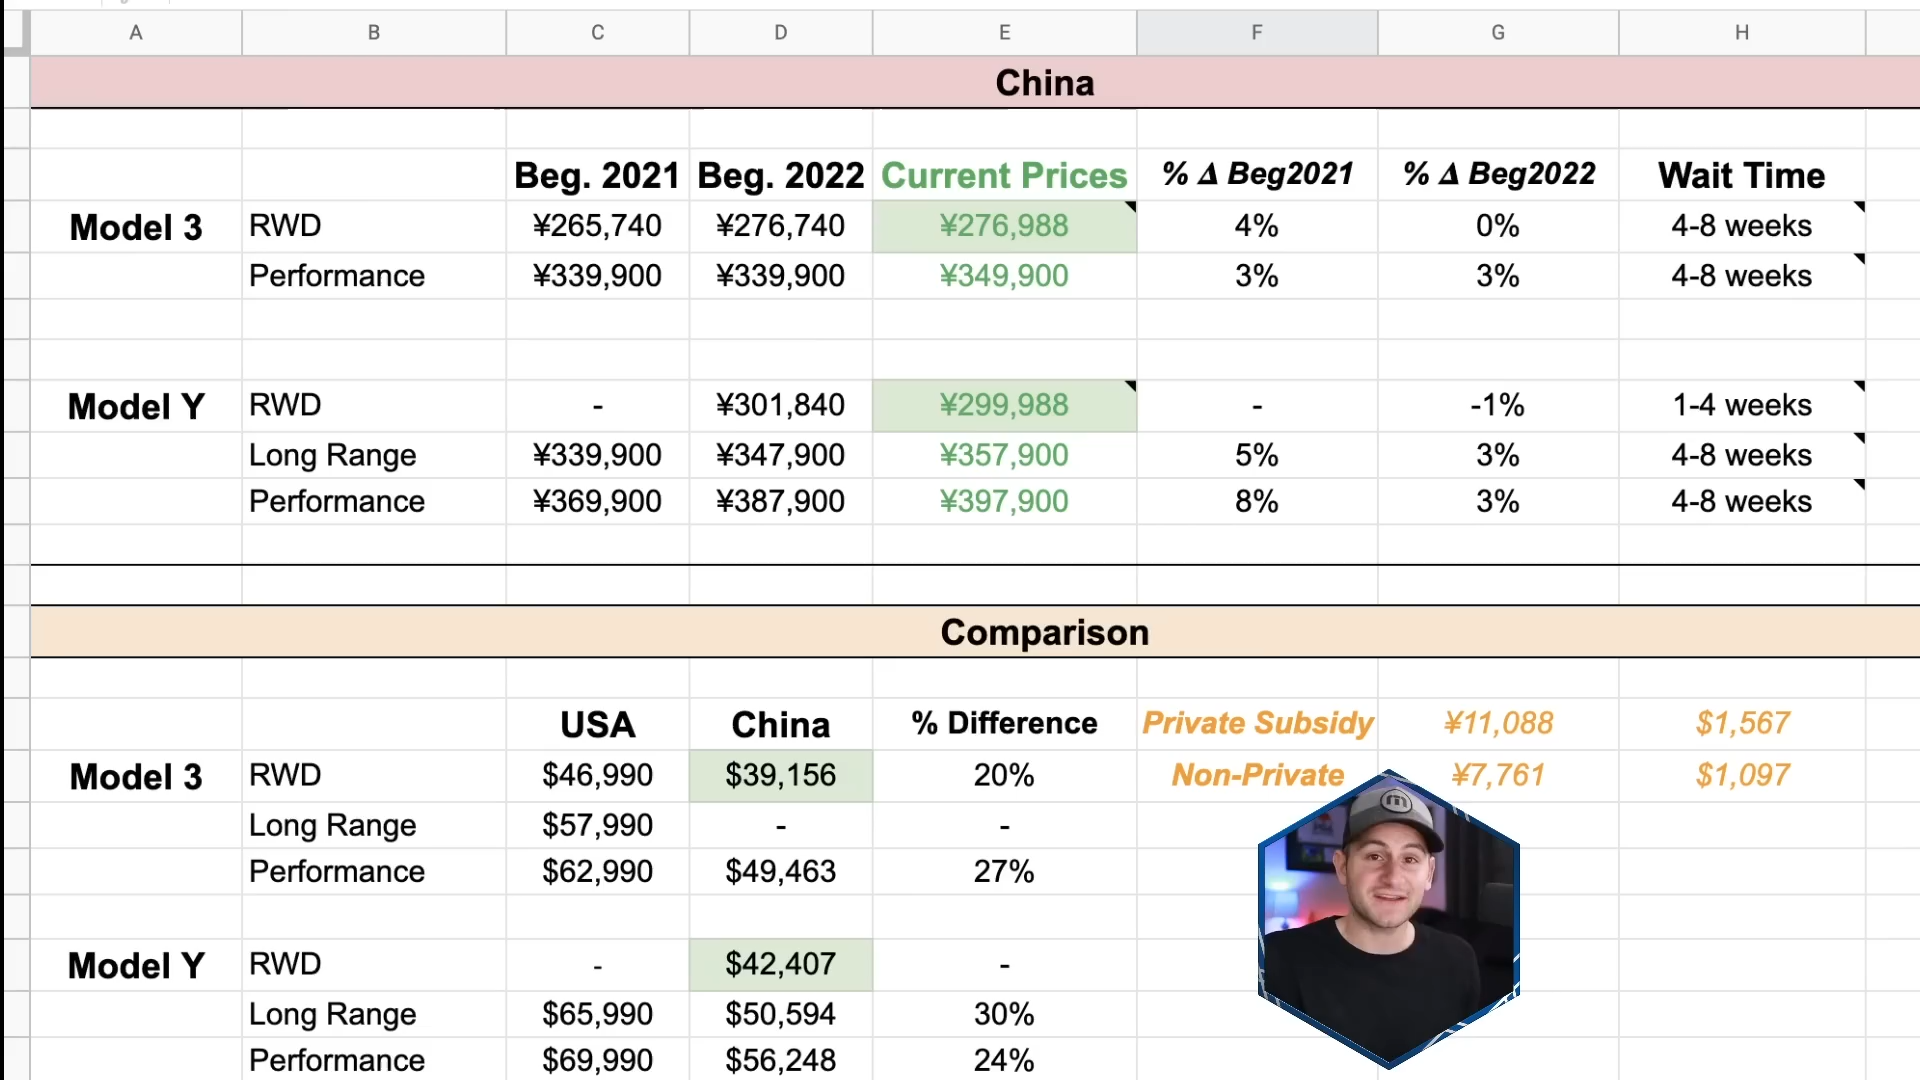 A B C D E F G H
China
Beg. 2021 Beg. 2022 Current Prices % Δ Beg2021 % Δ Beg2022 Wait Time
Model 3 RWD ¥265,740 ¥276,740 ¥276,988 4% 0% 4-8 weeks
Performance ¥339,900 ¥339,900 ¥349,900 3% 3% 4-8 weeks
Model Y RWD - ¥301,840 ¥299,988 - -1% 1-4 weeks
Long Range ¥339,900 ¥347,900 ¥357,900 5% 3% 4-8 weeks
Performance ¥369,900 ¥387,900 ¥397,900 8% 3% 4-8 weeks
Comparison
USA China % Difference Private Subsidy ¥11,088 $1,567
Model 3 RWD $46,990 $39,156 20% Non-Private ¥7,761 $1,097
Long Range $57,990 - -
Performance $62,990 $49,463 27%
Model Y RWD - $42,407 -
Long Range $65,990 $50,594 30%
Performance $69,990 $56,248 24%